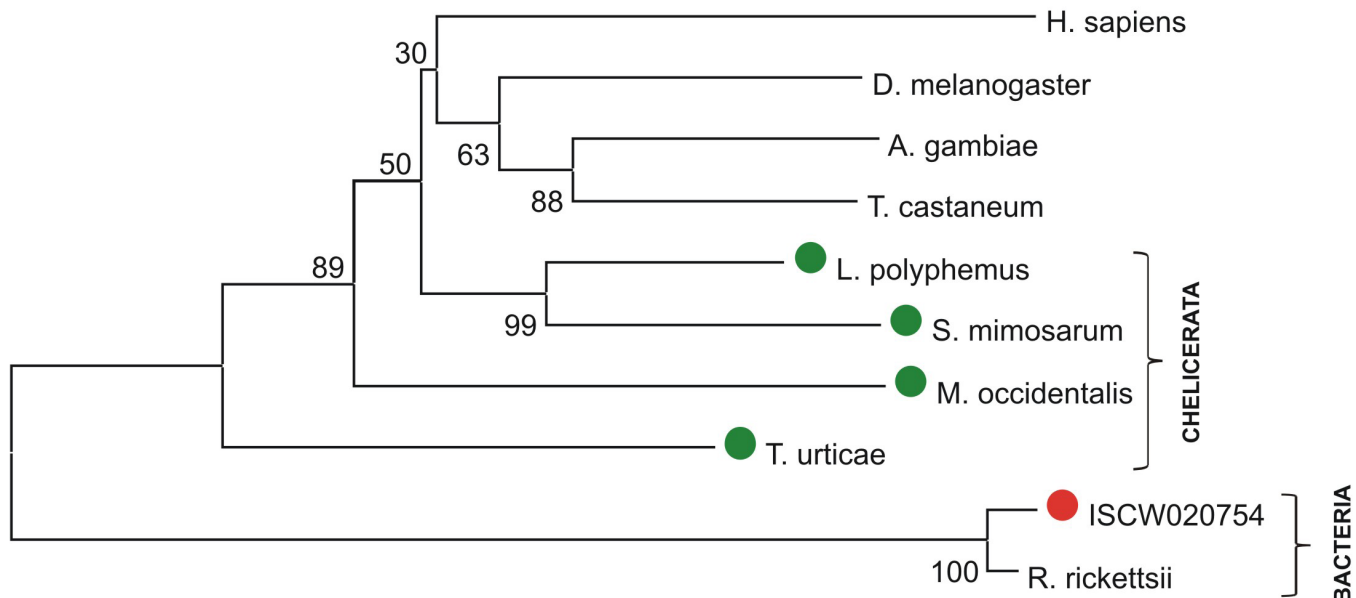 H. sapiens
30
D. melanogaster
63
A. gambiae
50
88
T. castaneum
89
L. polyphemus
99
S. mimosarum
M. occidentalis
T. urticae
CHELICERATA
ISCW020754
100
R. rickettsii
BACTERIA